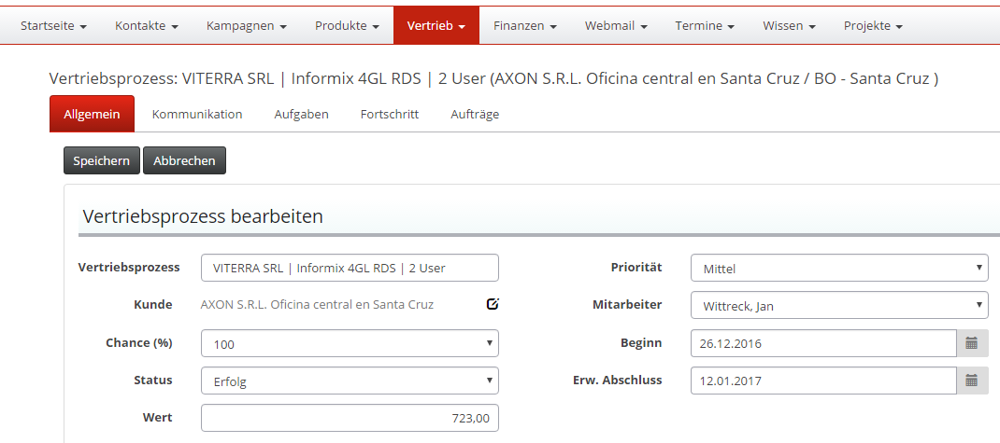 Startseite Kontakte Kampagnen Produkte Vertrieb Finanzen Webmail Termine Wissen Projekte
Vertriebsprozess: VITERRA SRL | Informix 4GL RDS | 2 User (AXON S.R.L. Oficina central en Santa Cruz / BO - Santa Cruz )
Allgemein Kommunikation Aufgaben Fortschritt Aufträge
Speichern Abbrechen
Vertriebsprozess bearbeiten
Vertriebsprozess VITERRA SRL | Informix 4GL RDS | 2 User Priorität Mittel
Kunde AXON S.R.L. Oficina central en Santa Cruz Mitarbeiter Wittreck, Jan
Chance (%) 100 Beginn 26.12.2016
Status Erfolg Erw. Abschluss 12.01.2017
Wert 723,00